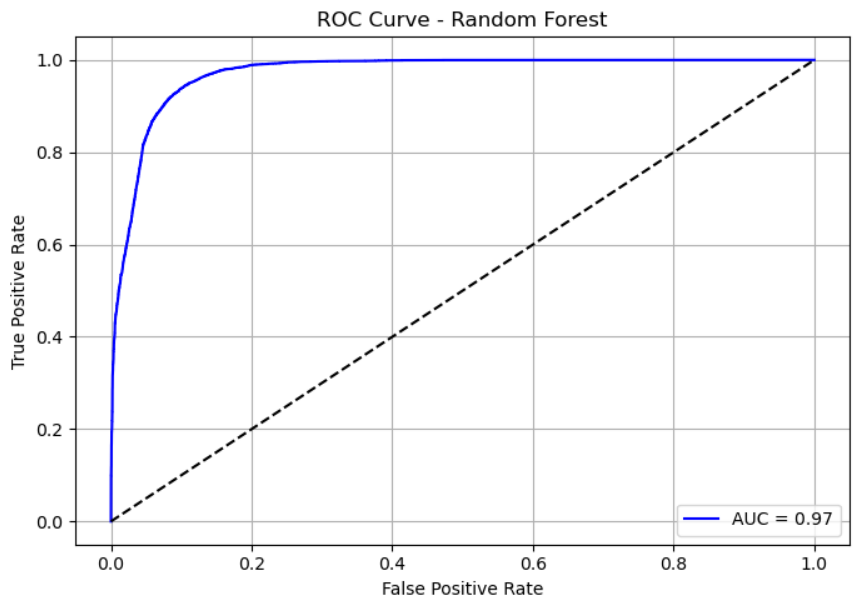 ROC Curve - Random Forest
True Positive Rate
1.0
0.8
0.6
0.4
0.2
0.0
0.0 0.2 0.4 0.6 0.8 1.0
False Positive Rate
AUC = 0.97